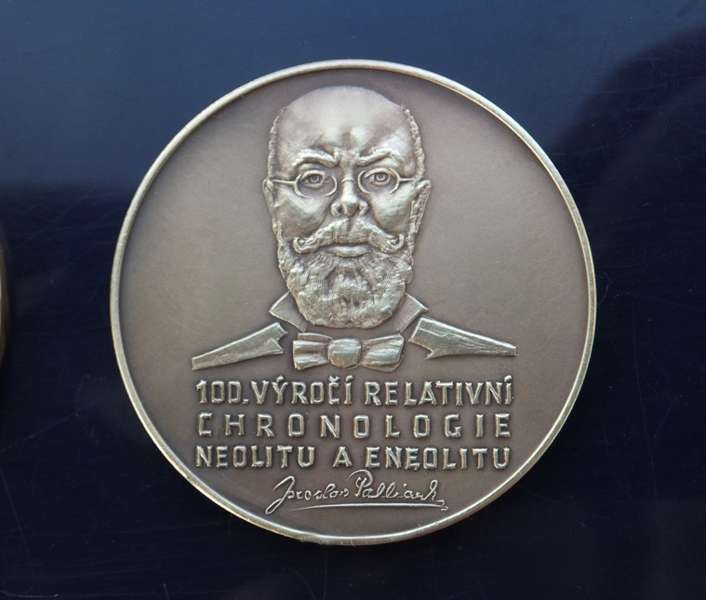 100. VÝROČÍ RELATIVNÍ
CHRONOLOGIE
NEOLITU A ENEOLITU
Jaroslav Palliardi